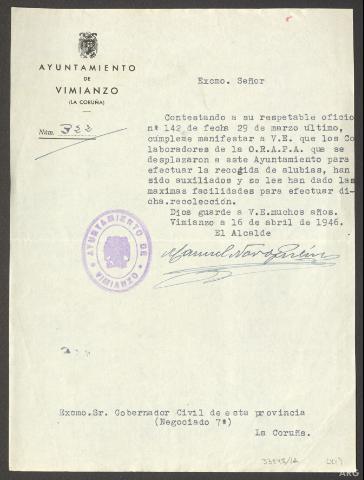 AYUNTAMIENTO
DE
VIMIANZO
(LA CORUÑA)
Núm. 322
Excmo. Señor
Contestando a su respetable oficio
nº 142 de fecha 29 de marzo último,
cúmpleme manifestar a V.E. que los Co
laboradores de la O.R.A.P.A. que se
desplazaron a este Ayuntamiento para
efectuar la recogida de alubias, han
sido auxiliados y se les han dado las
maximas facilidades para efectuar di-
cha recolección.
Dios guarde a V.E.muchos años.
Vimianzo a 16 de abril de 1946.
El Alcalde
AYUNTAMIENTO DE
VIMIANZO
Manuel
Excmo.Sr. Gobernador Civil de esta provincia
(Negociado 7º)
La Coruña.
ARG